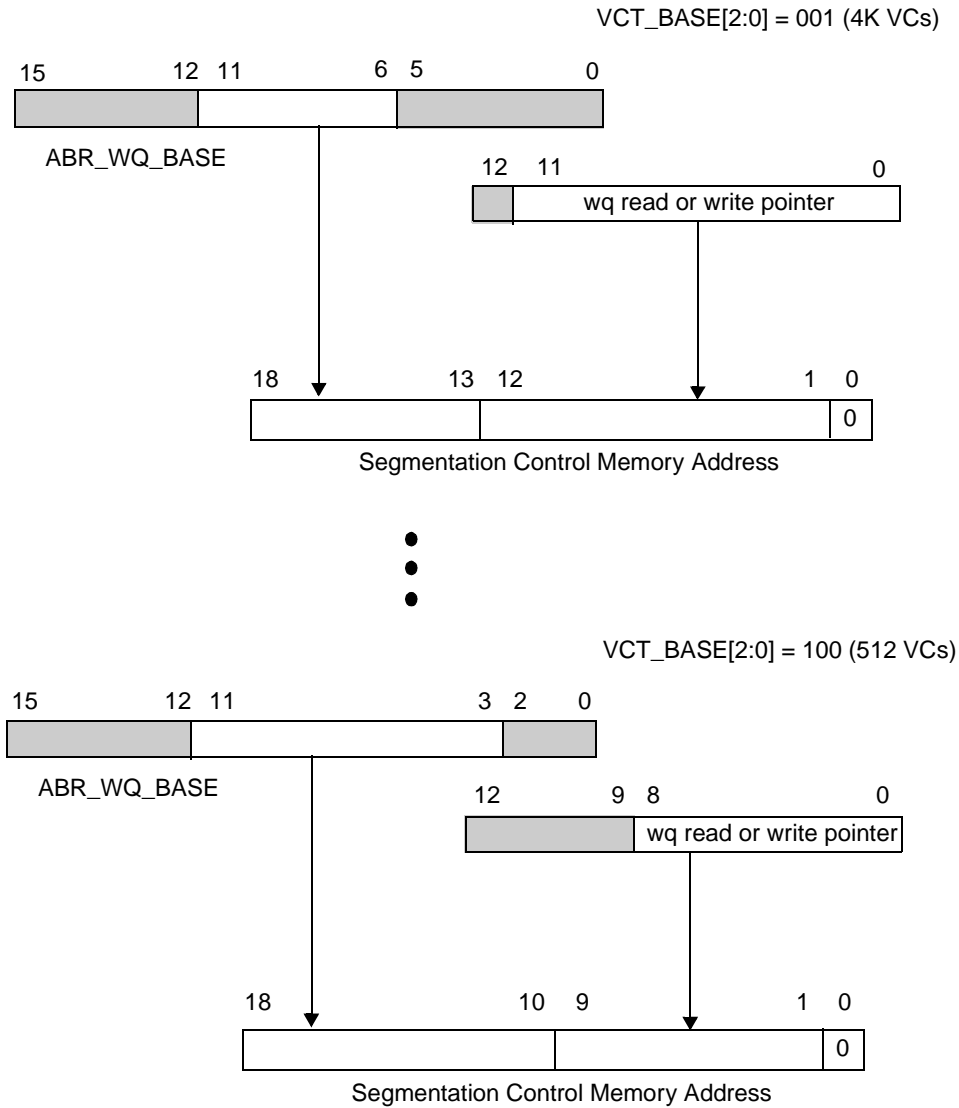 VCT_BASE[2:0] = 001 (4K VCs)
15 12 11 6 5 0
ABR_WQ_BASE
12 11 0
wq read or write pointer
18 13 12 1 0
0
Segmentation Control Memory Address
VCT_BASE[2:0] = 100 (512 VCs)
15 12 11 3 2 0
ABR_WQ_BASE
12 9 8 0
wq read or write pointer
18 10 9 1 0
0
Segmentation Control Memory Address